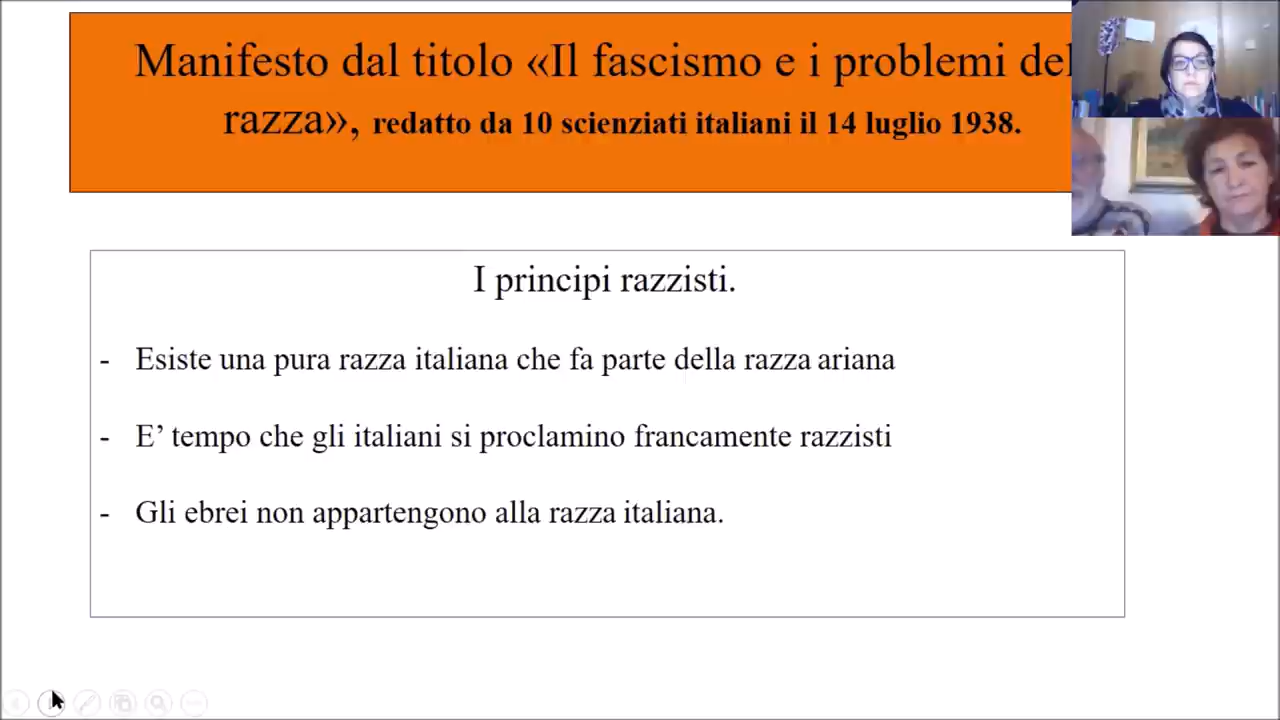 Manifesto dal titolo «Il fascismo e i problemi del
razza», redatto da 10 scienziati italiani il 14 luglio 1938.
I principi razzisti.
- Esiste una pura razza italiana che fa parte della razza ariana
- E’ tempo che gli italiani si proclamino francamente razzisti
- Gli ebrei non appartengono alla razza italiana.